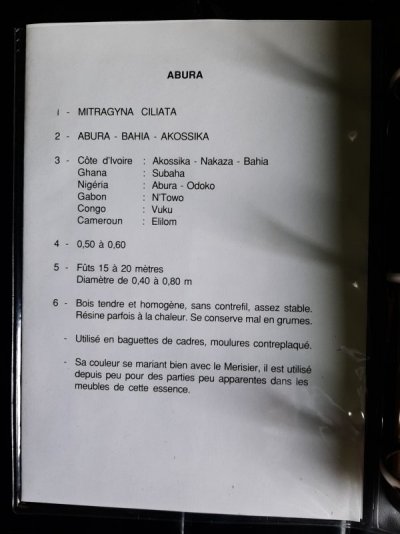 ABURA
1 - MITRAGYNA CILIATA
2 - ABURA - BAHIA - AKOSSIKA
3 - Côte d'Ivoire : Akossika - Nakaza - Bahia
Ghana : Subaha
Nigéria : Abura - Odoko
Gabon : N'Towo
Congo : Vuku
Cameroun : Elilom
4 - 0,50 à 0,60
5 - Fûts 15 à 20 mètres
Diamètre de 0,40 à 0,80 m
6 - Bois tendre et homogène, sans contrefil, assez stable.
Résine parfois à la chaleur. Se conserve mal en grumes.
- Utilisé en baguettes de cadres, moulures contreplaqué.
- Sa couleur se mariant bien avec le Merisier, il est utilisé
depuis peu pour des parties peu apparentes dans les
meubles de cette essence.